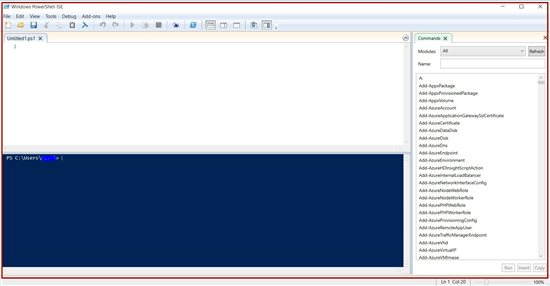 Windows PowerShell ISE
File Edit View Tools Debug Add-ons Help
Untitled1.ps1
1
PS C:\Users\
>
Commands
Modules: All Refresh
Name:
A:
Add-AppxPackage
Add-AppxProvisionedPackage
Add-AppxVolume
Add-AzureAccount
Add-AzureApplicationGatewaySslCertificate
Add-AzureCertificate
Add-AzureDataDisk
Add-AzureDisk
Add-AzureDns
Add-AzureEndpoint
Add-AzureEnvironment
Add-AzureHDInsightScriptAction
Add-AzureInternalLoadBalancer
Add-AzureNetworkInterfaceConfig
Add-AzureNodeWebRole
Add-AzureNodeWorkerRole
Add-AzurePHPWebRole
Add-AzurePHPWorkerRole
Add-AzureProvisioningConfig
Add-AzureRemoteAppUser
Add-AzureTrafficManagerEndpoint
Add-AzureVhd
Add-AzureVirtualIP
Add-AzureVMImage
Run Insert Copy
Ln 1 Col 20 100%